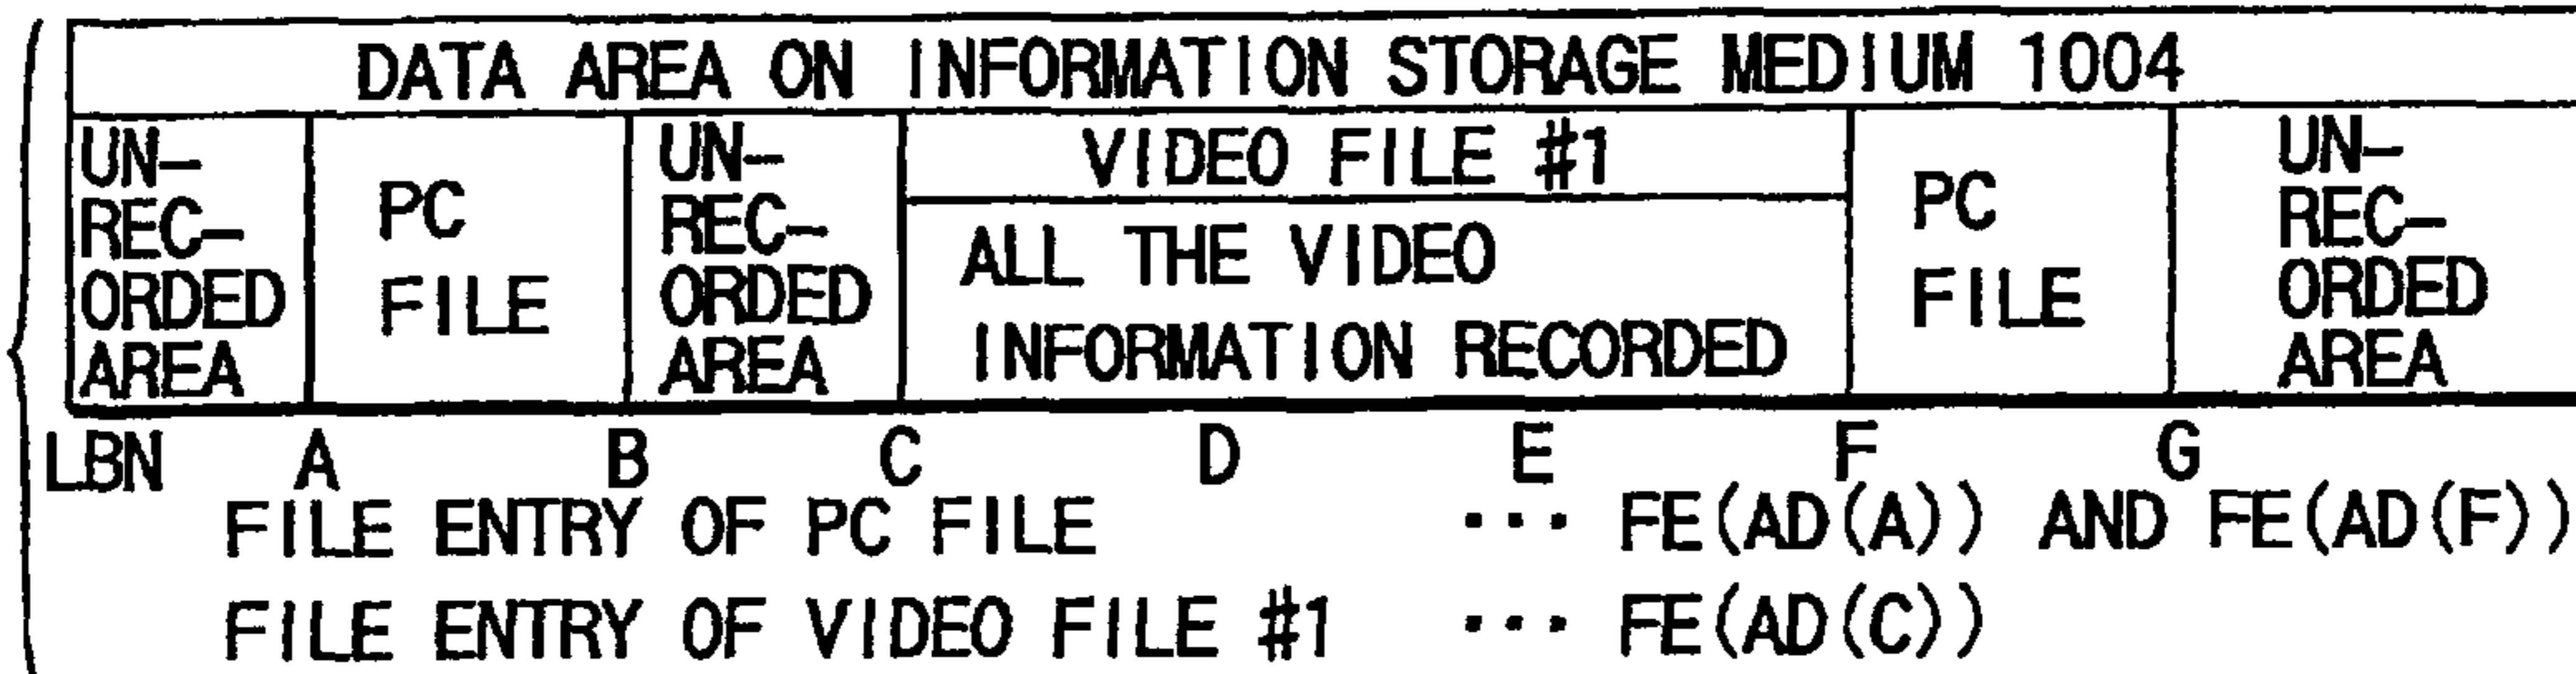 DATA AREA ON INFORMATION STORAGE MEDIUM 1004
UN-
REC-
ORDED
AREA
PC
FILE
UN-
REC-
ORDED
AREA
VIDEO FILE #1
ALL THE VIDEO
INFORMATION RECORDED
PC
FILE
UN-
REC-
ORDED
AREA
LBN A B C D E F G
FILE ENTRY OF PC FILE ··· FE(AD(A)) AND FE(AD(F))
FILE ENTRY OF VIDEO FILE #1 ··· FE(AD(C))